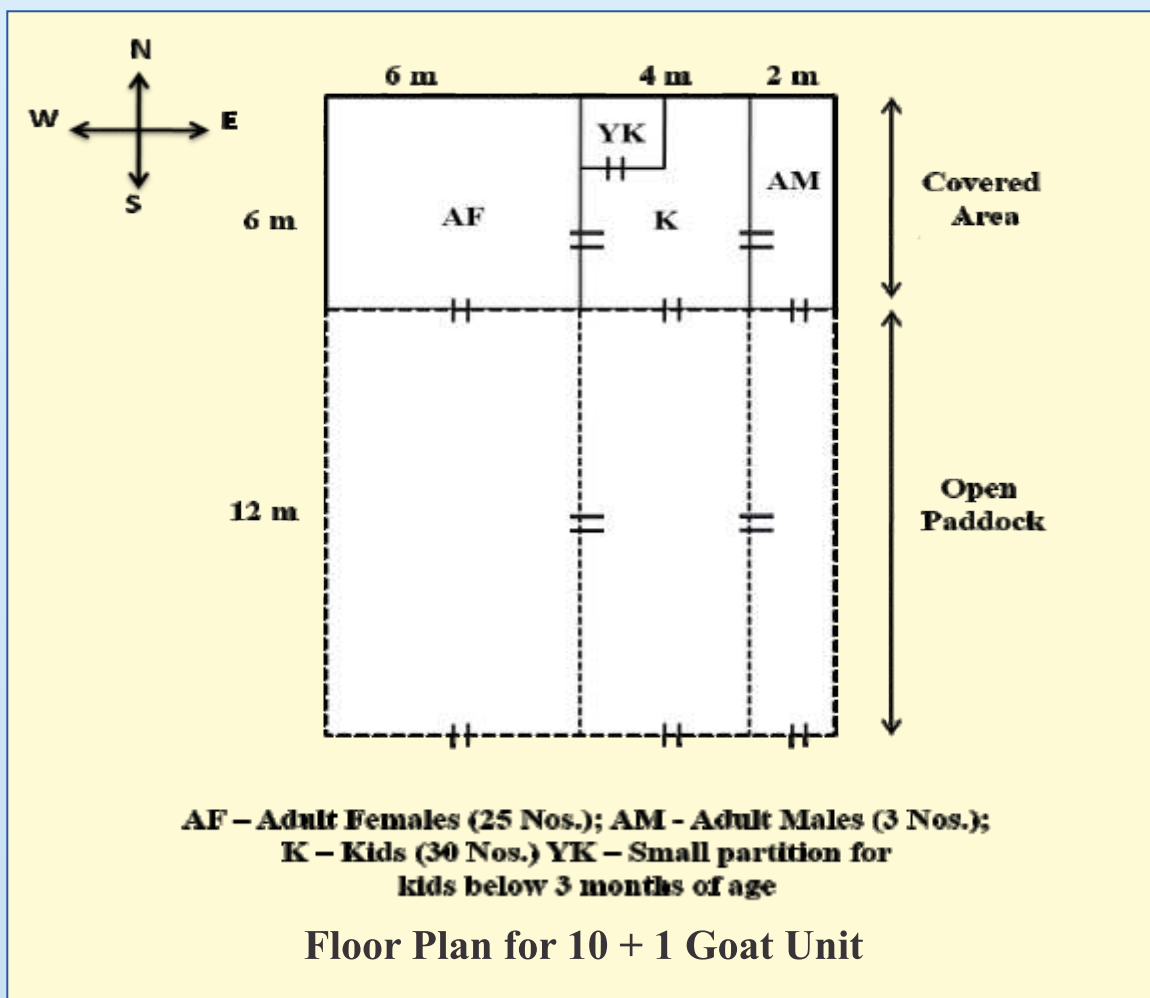 N
W E
S
6 m 4 m 2 m
YK
AM
AF K
6 m
Covered
Area
12 m
Open
Paddock
AF – Adult Females (25 Nos.); AM - Adult Males (3 Nos.);
K – Kids (30 Nos.) YK – Small partition for
kids below 3 months of age
Floor Plan for 10 + 1 Goat Unit